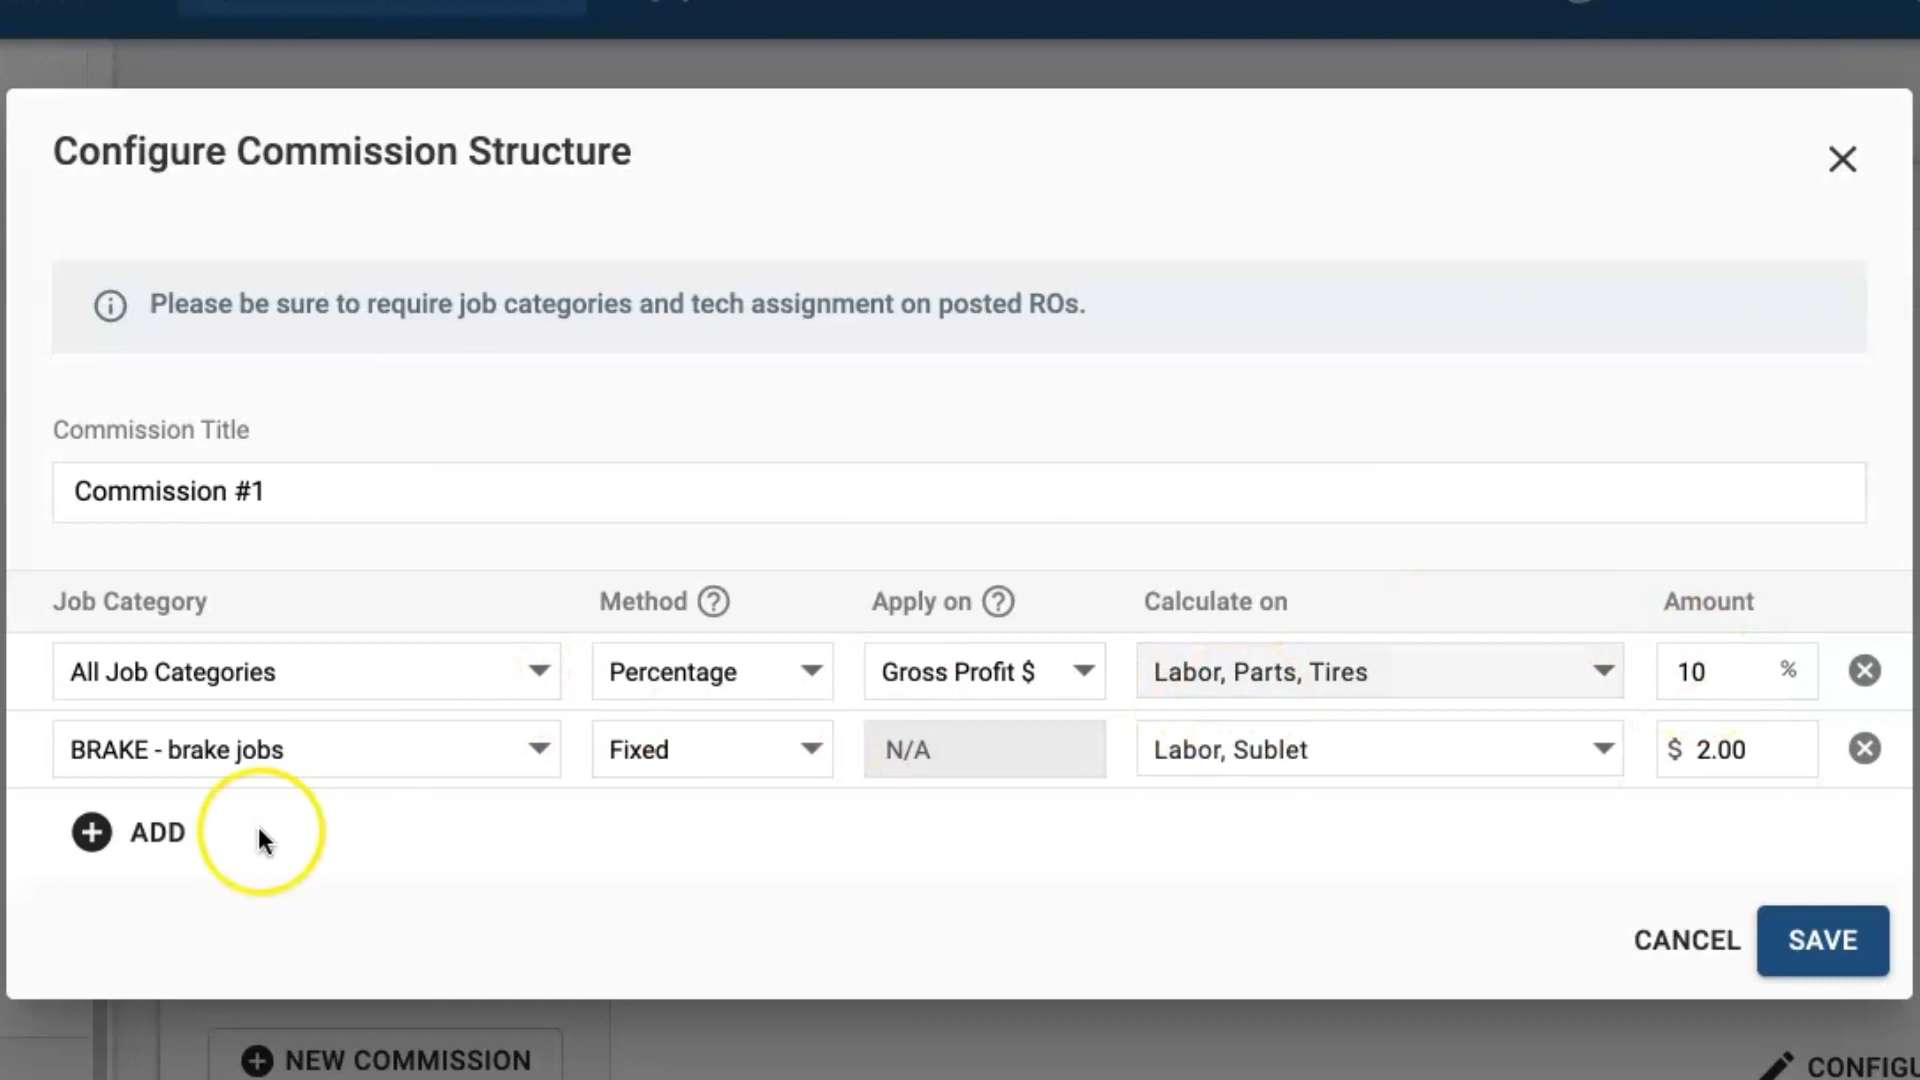 Configure Commission Structure
Please be sure to require job categories and tech assignment on posted ROs.
Commission Title
Commission #1
Job Category Method ? Apply on ? Calculate on Amount
All Job Categories Percentage Gross Profit $ Labor, Parts, Tires 10 %
BRAKE - brake jobs Fixed N/A Labor, Sublet $ 2.00
ADD
CANCEL SAVE
NEW COMMISSION CONFIGU